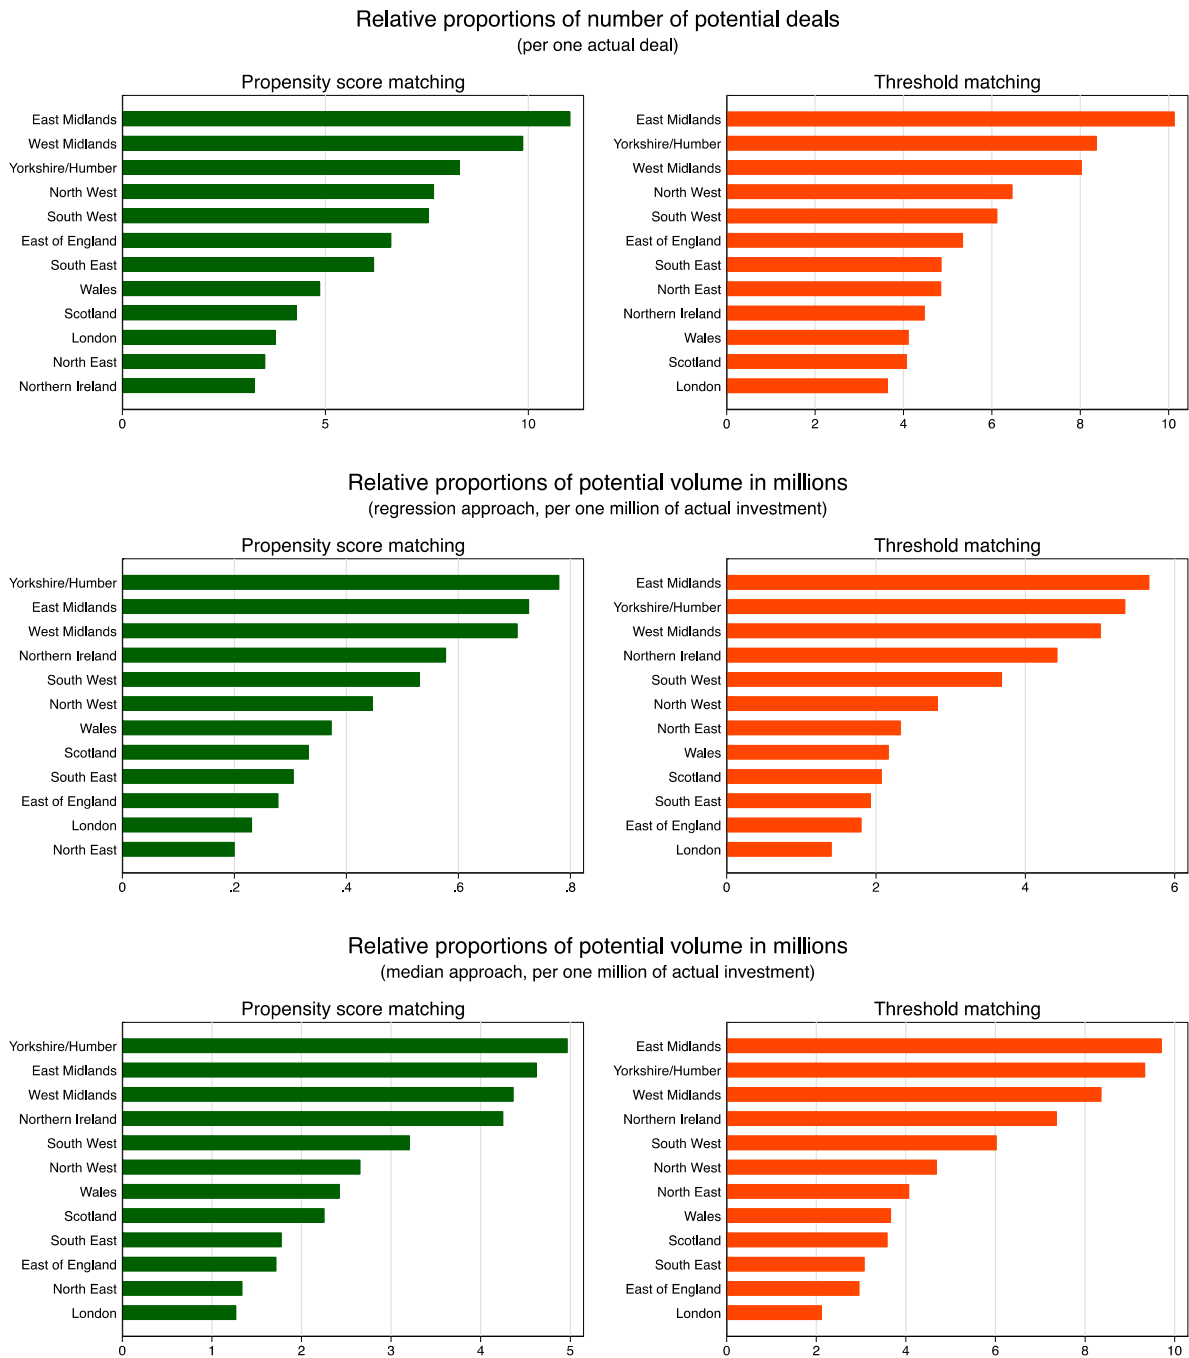 Relative proportions of number of potential deals
(per one actual deal)
Propensity score matching
East Midlands
West Midlands
Yorkshire/Humber
North West
South West
East of England
South East
Wales
Scotland
London
North East
Northern Ireland
0 5 10
Threshold matching
East Midlands
Yorkshire/Humber
West Midlands
North West
South West
East of England
South East
North East
Northern Ireland
Wales
Scotland
London
0 2 4 6 8 10
Relative proportions of potential volume in millions
(regression approach, per one million of actual investment)
Propensity score matching
Yorkshire/Humber
East Midlands
West Midlands
Northern Ireland
South West
North West
Wales
Scotland
South East
East of England
London
North East
0 .2 .4 .6 .8
Threshold matching
East Midlands
Yorkshire/Humber
West Midlands
Northern Ireland
South West
North West
North East
Wales
Scotland
South East
East of England
London
0 2 4 6
Relative proportions of potential volume in millions
(median approach, per one million of actual investment)
Propensity score matching
Yorkshire/Humber
East Midlands
West Midlands
Northern Ireland
South West
North West
Wales
Scotland
South East
East of England
North East
London
0 1 2 3 4 5
Threshold matching
East Midlands
Yorkshire/Humber
West Midlands
Northern Ireland
South West
North West
North East
Wales
Scotland
South East
East of England
London
0 2 4 6 8 10